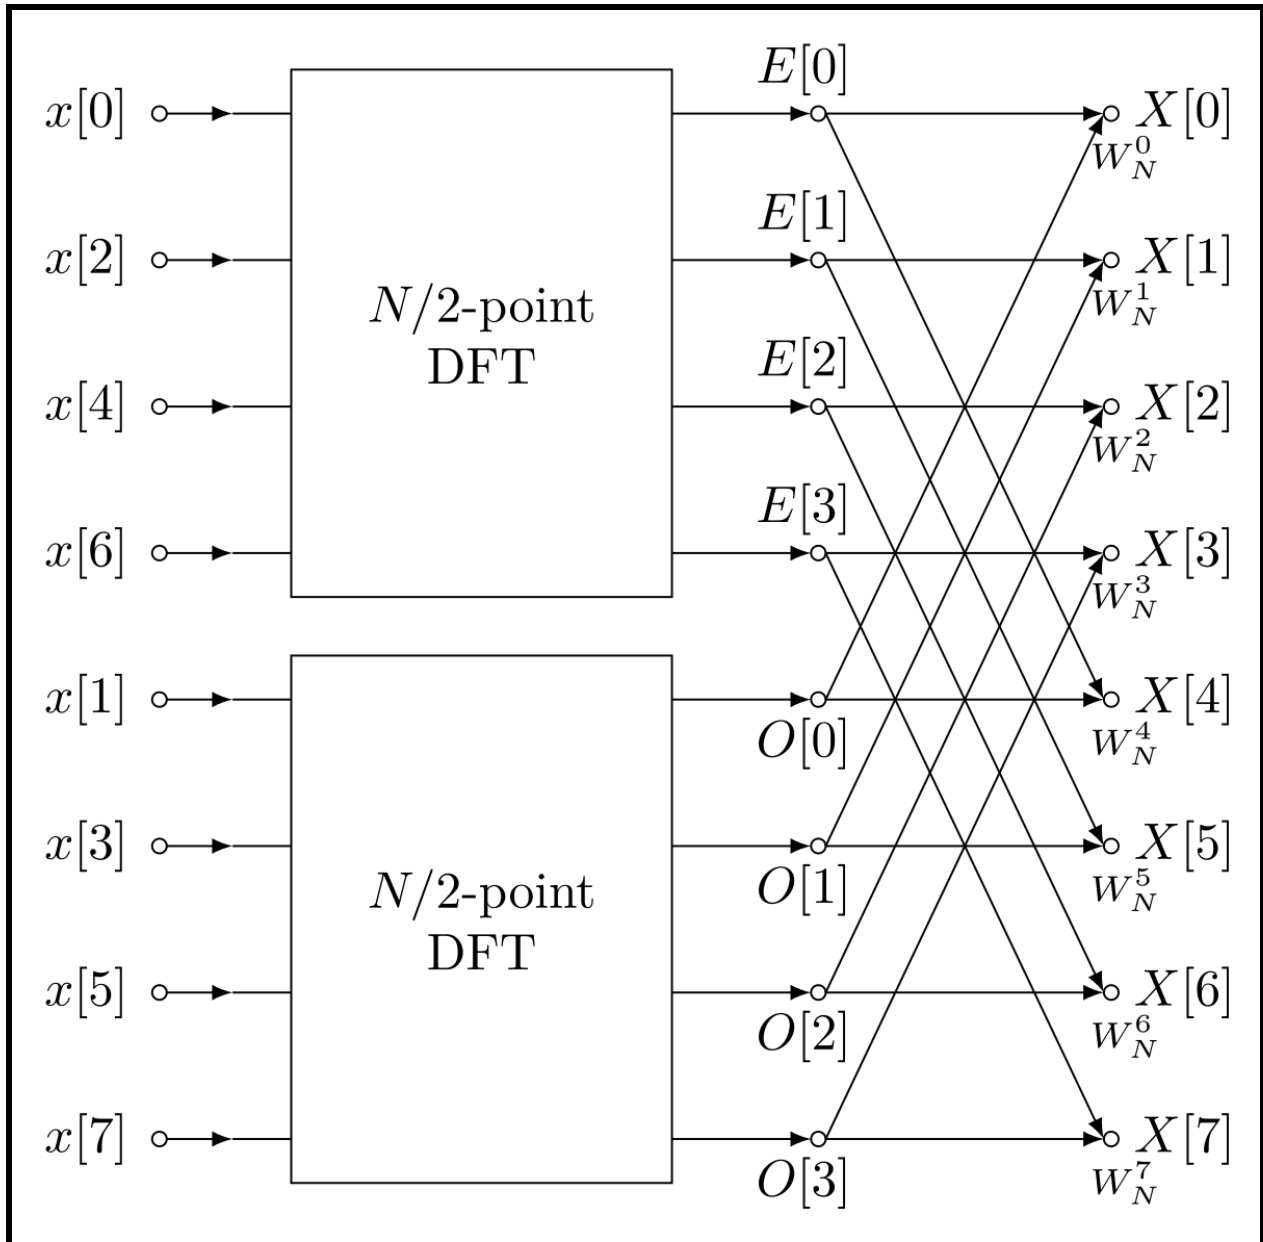 E[0]
x[0] X[0]
W_N^0
E[1]
x[2] X[1]
W_N^1
N/2-point
DFT
E[2]
x[4] X[2]
W_N^2
E[3]
x[6] X[3]
W_N^3
x[1] X[4]
O[0] W_N^4
x[3] X[5]
O[1] W_N^5
N/2-point
DFT
x[5] X[6]
O[2] W_N^6
x[7] X[7]
O[3] W_N^7